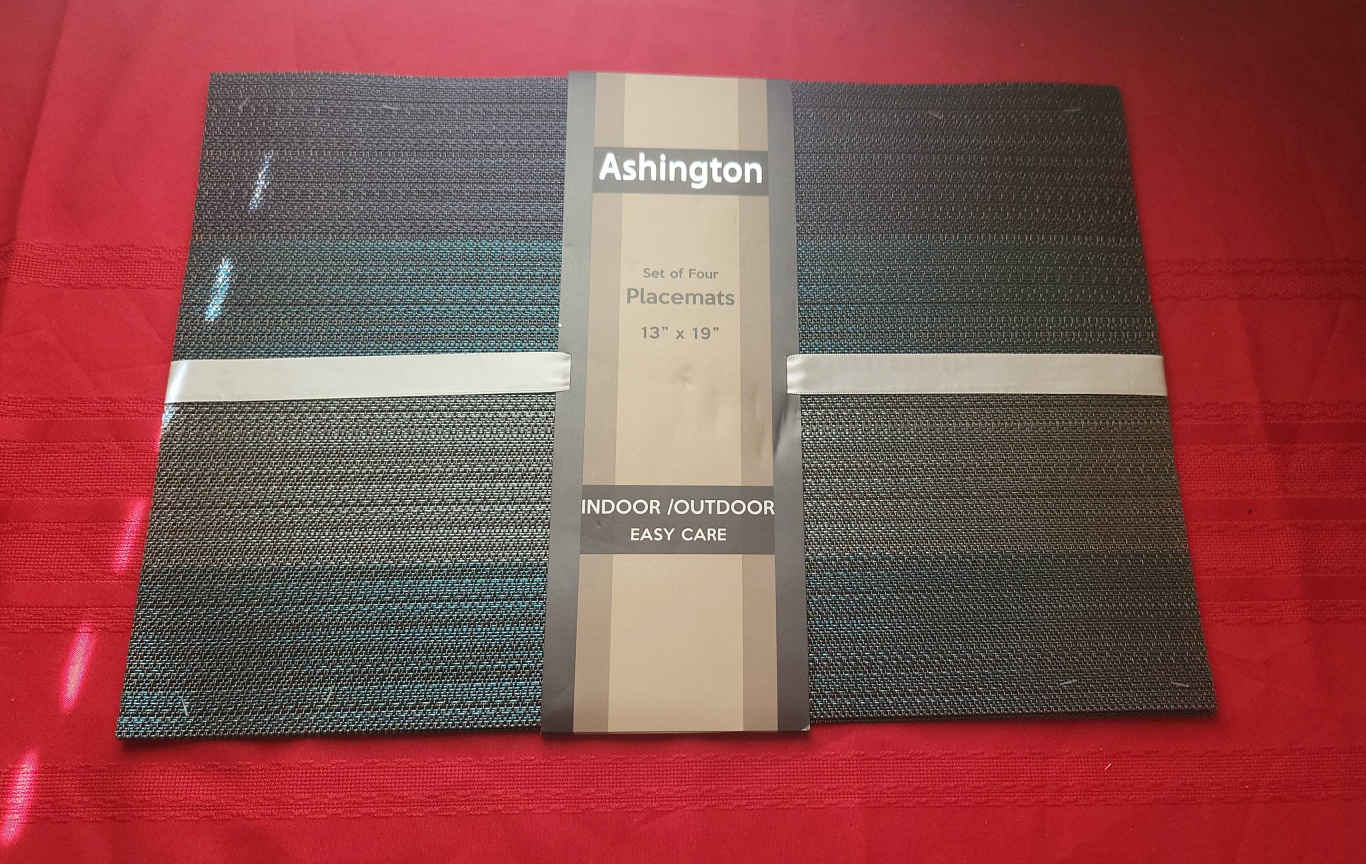 Ashington
Set of Four
Placemats
13" x 19"
INDOOR /OUTDOOR
EASY CARE